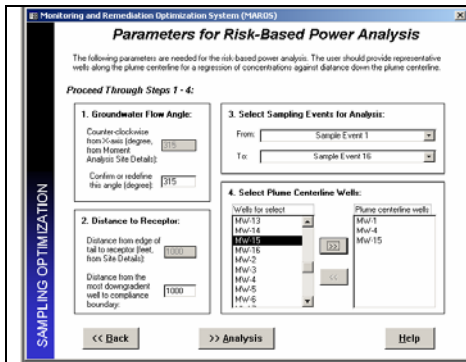 Monitoring and Remediation Optimization System (MAROS)
Parameters for Risk-Based Power Analysis
The following parameters are needed for the risk-based power analysis. The user should provide representative
wells along the plume centerline for a regression of concentrations against distance down the plume centerline.
Proceed Through Steps 1 - 4:
1. Groundwater Flow Angle:
Counter-clockwise
from X-axis (degree,
from Moment
Analysis Site Details):
315
Confirm or redefine
this angle (degree):
315
2. Distance to Receptor:
Distance from edge of
tail to receptor (feet,
from Site Details):
1000
Distance from the
most downgradient
well to compliance
boundary:
1000
3. Select Sampling Events for Analysis:
From:
Sample Event 1
To:
Sample Event 16
4. Select Plume Centerline Wells:
Wells for select
MW-13
MW-14
MW-15
MW-16
MW-2
MW-3
MW-4
MW-5
MW-6
>>
<<
Plume centerline wells
MW-1
MW-4
MW-15
SAMPLING OPTIMIZATION
<< Back
>> Analysis
Help